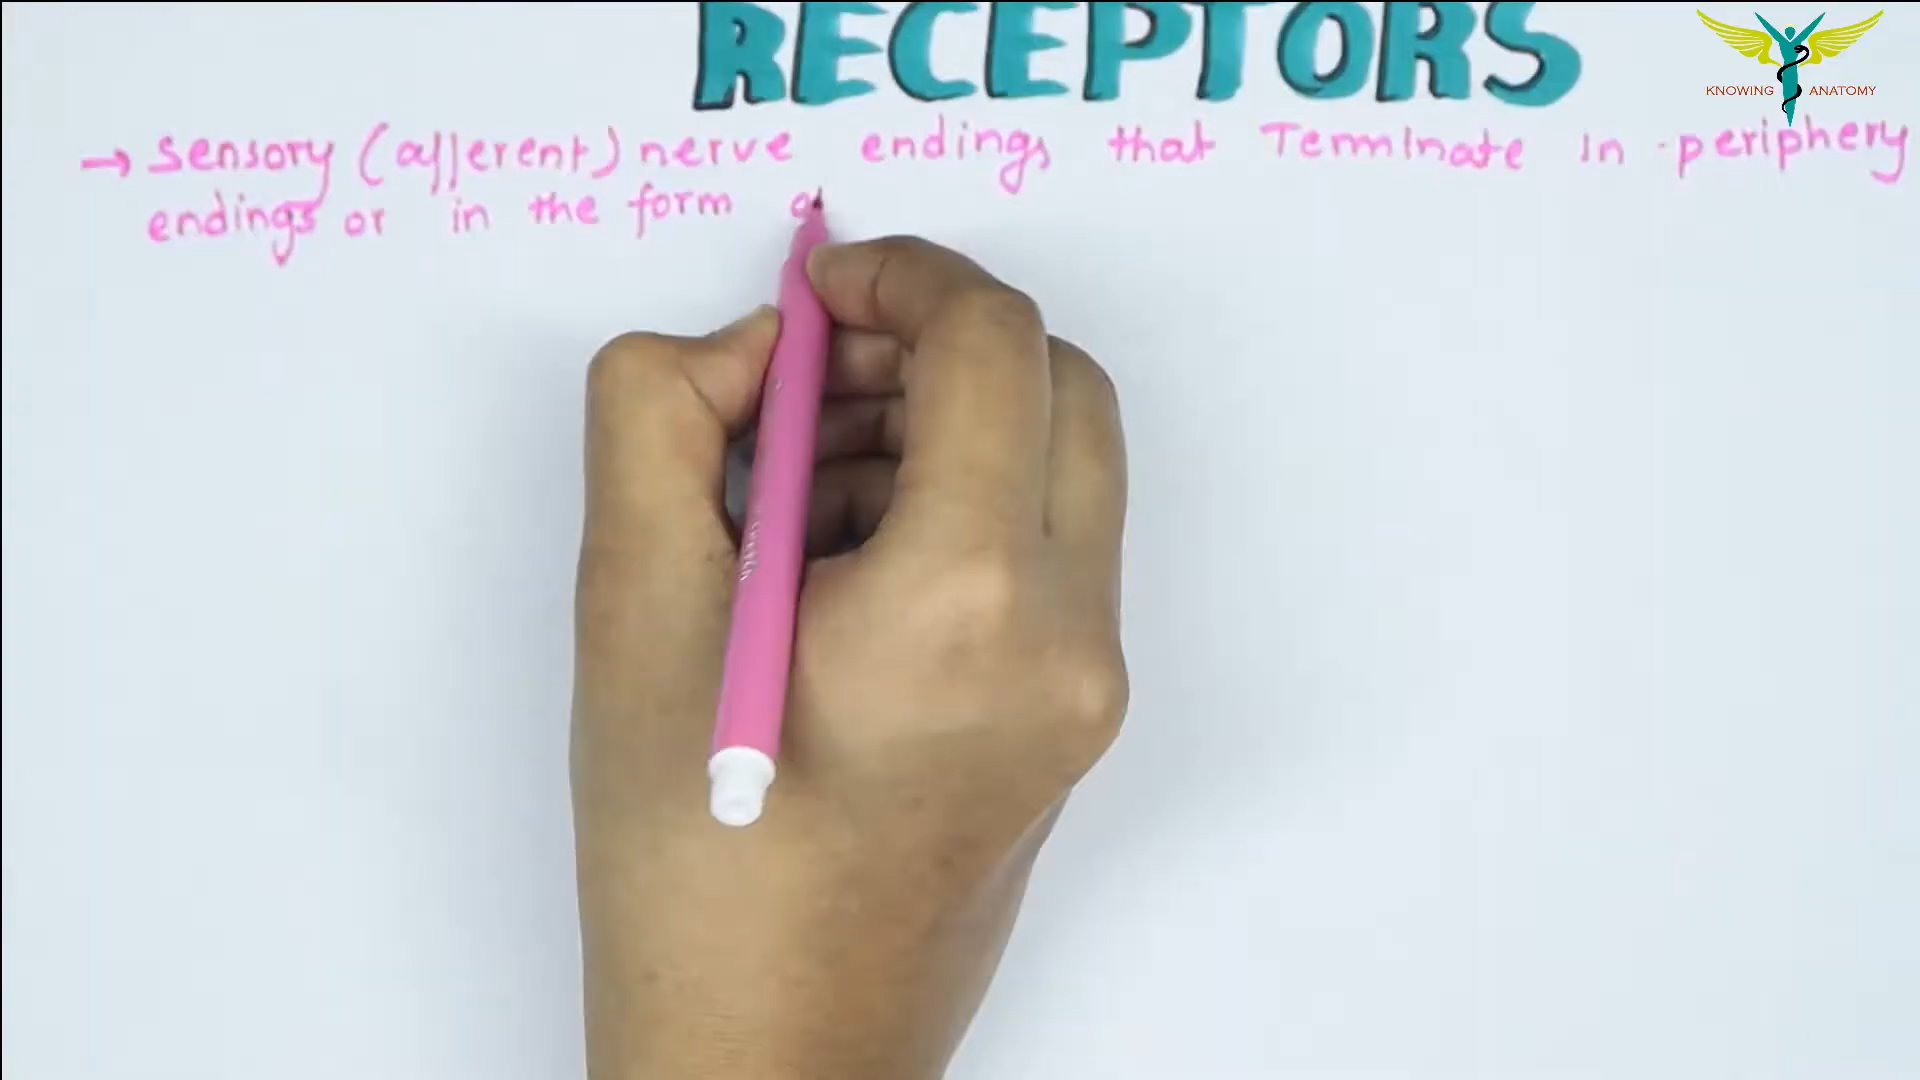 RECEPTORS
KNOWING ANATOMY
→ Sensory (afferent) nerve endings that Terminate in periphery
endings or in the form